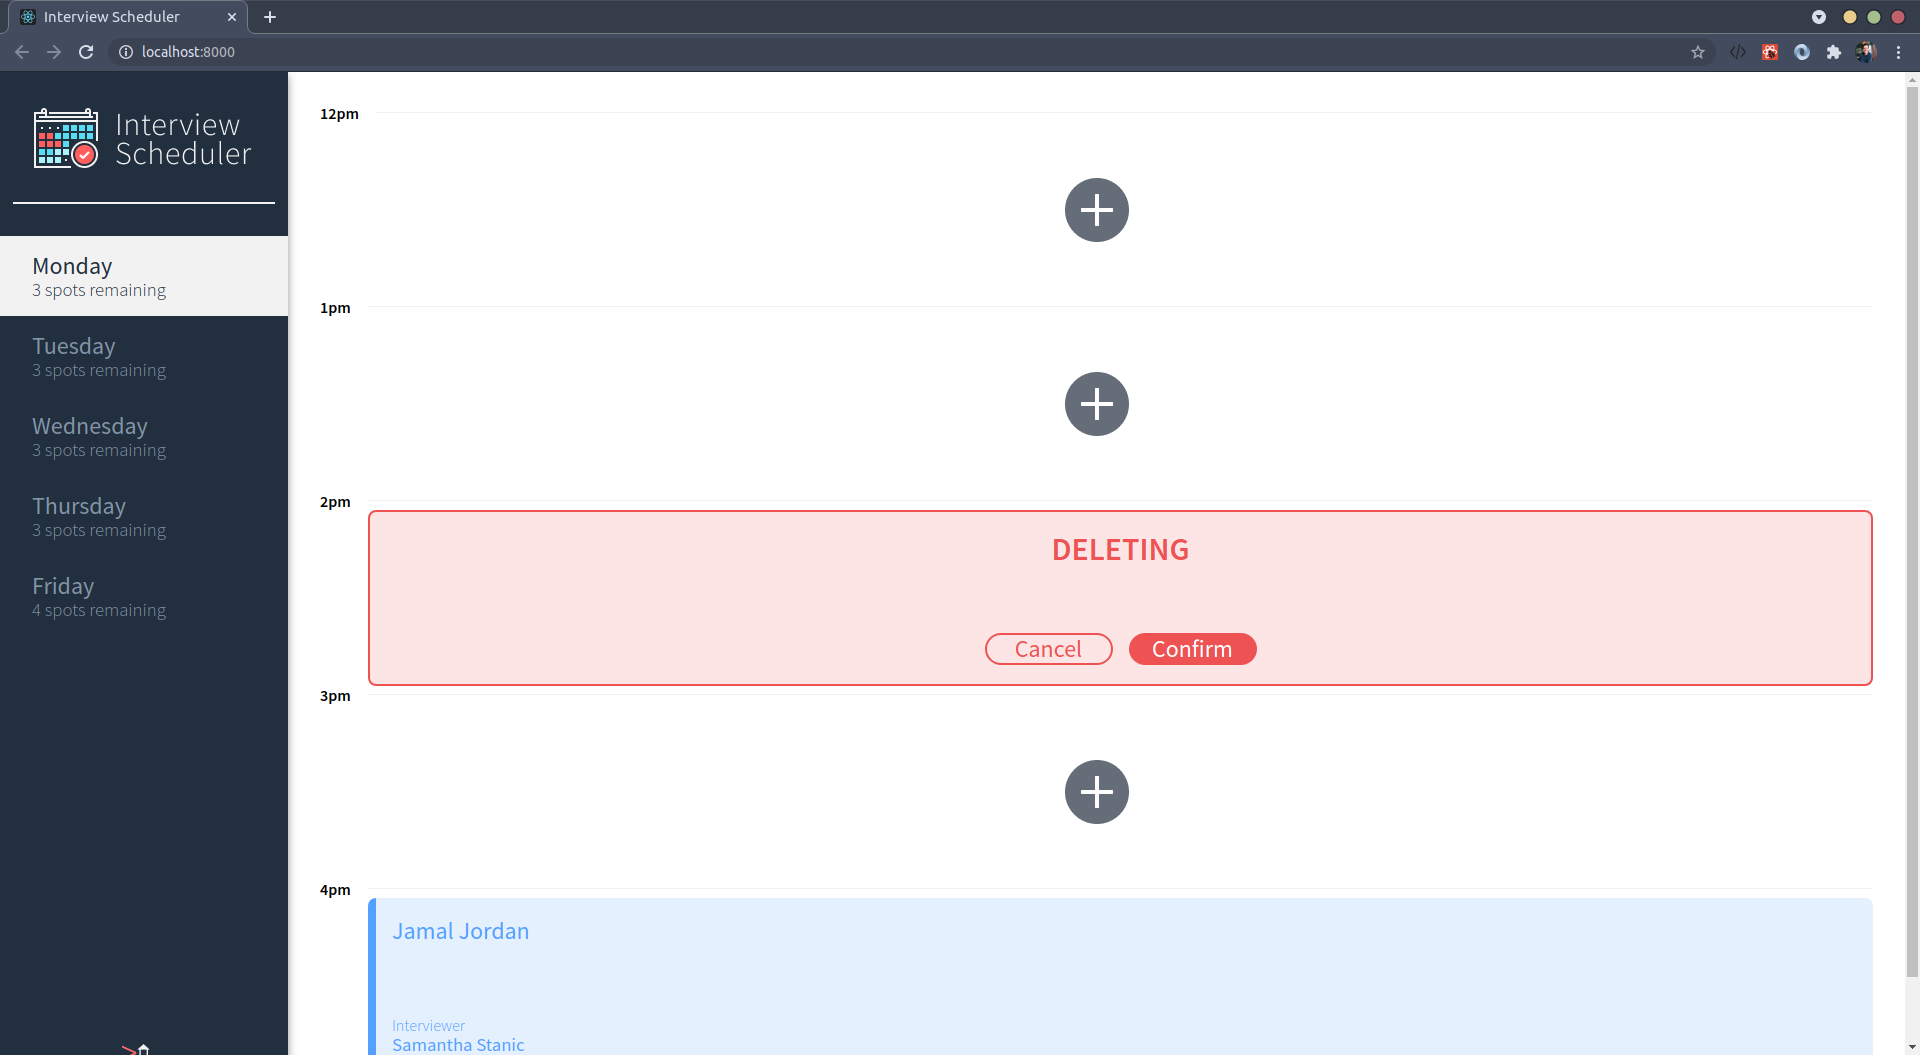 Interview Scheduler
localhost:8000
Interview
Scheduler
Monday
3 spots remaining
Tuesday
3 spots remaining
Wednesday
3 spots remaining
Thursday
3 spots remaining
Friday
4 spots remaining
12pm
1pm
2pm
DELETING
Cancel Confirm
3pm
4pm
Jamal Jordan
Interviewer
Samantha Stanic